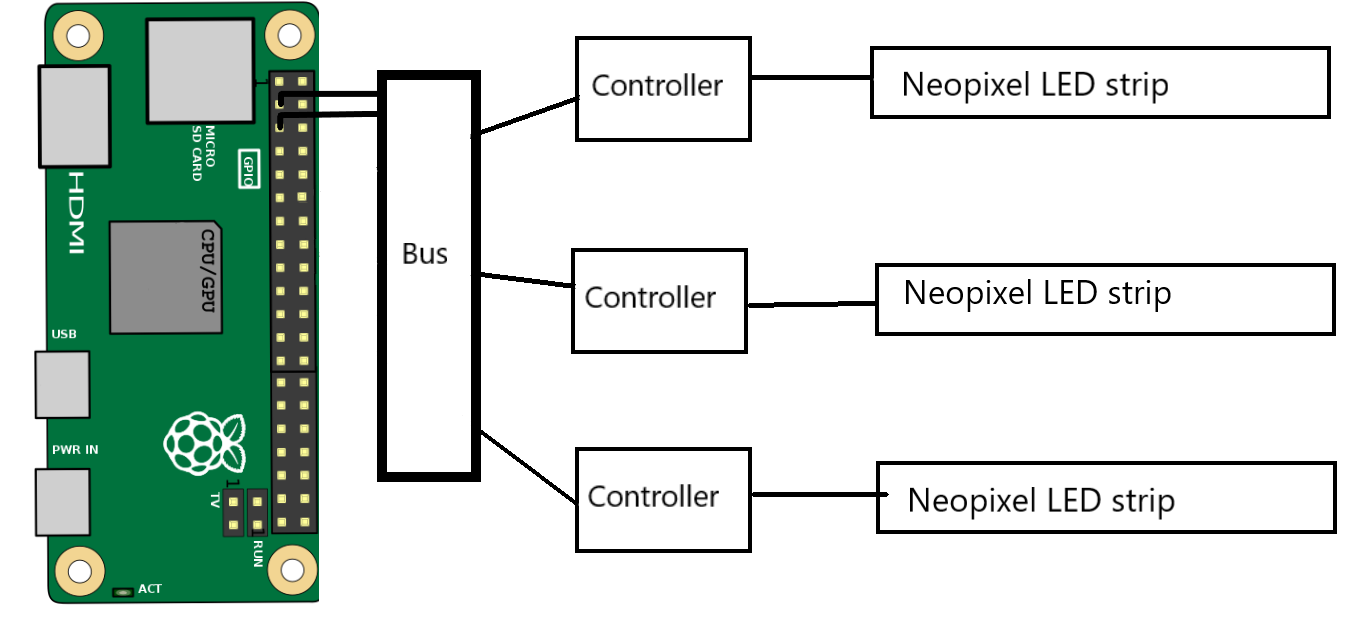 MICRO
SD CARD
GPIO
HDMI
CPU/GPU
USB
PWR IN
1
TV
1
RUN
ACT
Bus
Controller
Neopixel LED strip
Controller
Neopixel LED strip
Controller
Neopixel LED strip